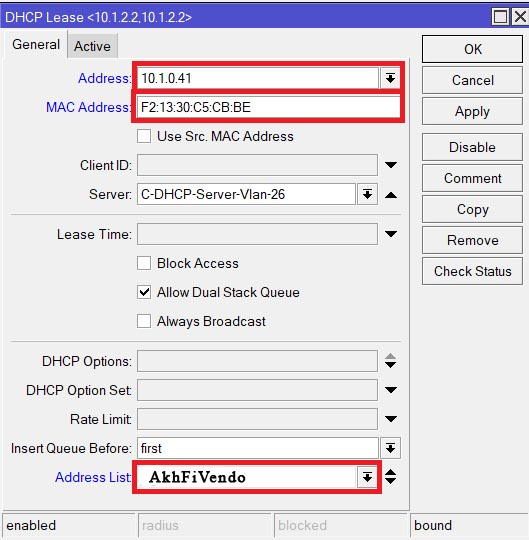 DHCP Lease <10.1.2.2,10.1.2.2>
General Active
OK
Address: 10.1.0.41
Cancel
MAC Address: F2:13:30:C5:CB:BE
Apply
Use Src. MAC Address
Disable
Client ID:
Comment
Server: C-DHCP-Server-Vlan-26
Copy
Lease Time:
Remove
Block Access
Check Status
Allow Dual Stack Queue
Always Broadcast
DHCP Options:
DHCP Option Set:
Rate Limit:
Insert Queue Before: first
Address List: AkhFiVendo
enabled radius blocked bound